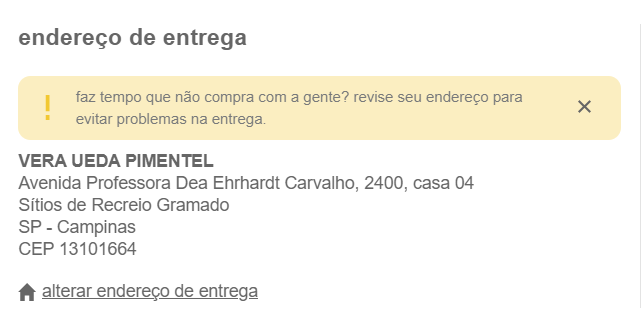 endereço de entrega
faz tempo que não compra com a gente? revise seu endereço para
evitar problemas na entrega.
VERA UEDA PIMENTEL
Avenida Professora Dea Ehrhardt Carvalho, 2400, casa 04
Sítios de Recreio Gramado
SP - Campinas
CEP 13101664
alterar endereço de entrega